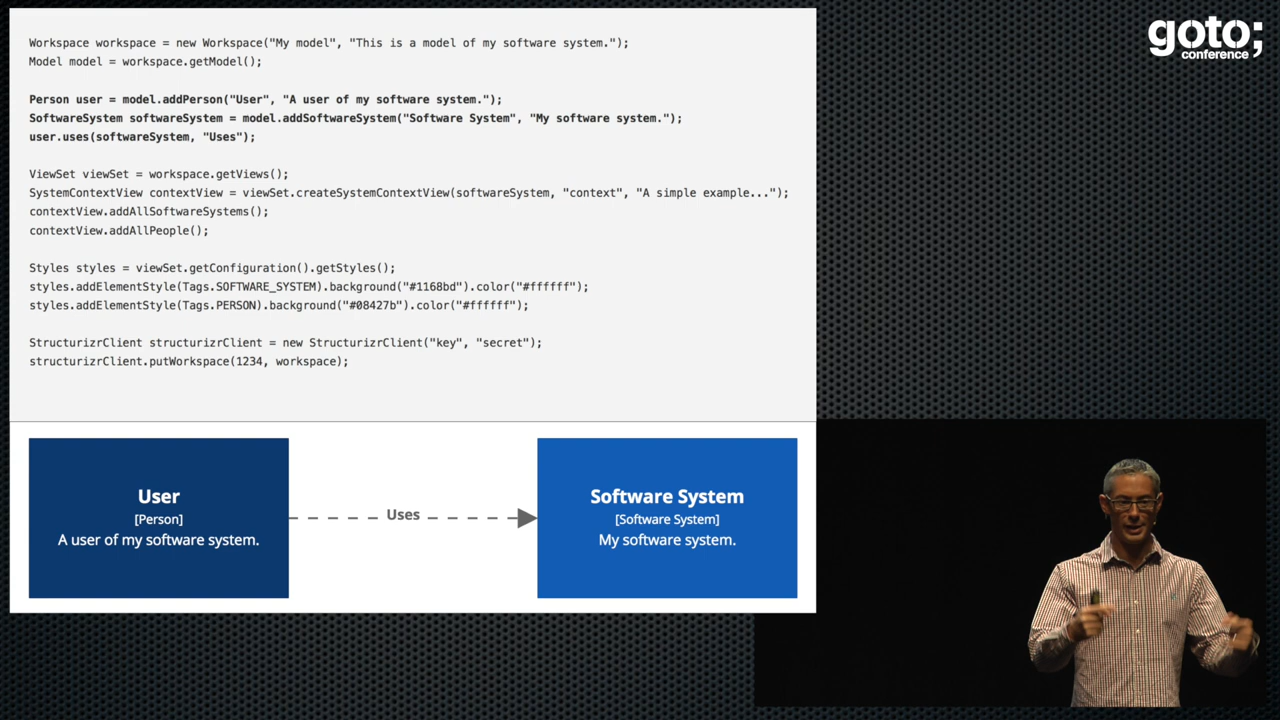 Workspace workspace = new Workspace("My model", "This is a model of my software system.");
Model model = workspace.getModel();
Person user = model.addPerson("User", "A user of my software system.");
SoftwareSystem softwareSystem = model.addSoftwareSystem("Software System", "My software system.");
user.uses(softwareSystem, "Uses");
ViewSet viewSet = workspace.getViews();
SystemContextView contextView = viewSet.createSystemContextView(softwareSystem, "context", "A simple example...");
contextView.addAllSoftwareSystems();
contextView.addAllPeople();
Styles styles = viewSet.getConfiguration().getStyles();
styles.addElementStyle(Tags.SOFTWARE_SYSTEM).background("#1168bd").color("#ffffff");
styles.addElementStyle(Tags.PERSON).background("#08427b").color("#ffffff");
StructurizrClient structurizrClient = new StructurizrClient("key", "secret");
structurizrClient.putWorkspace(1234, workspace);
User
[Person]
A user of my software system.
Uses
Software System
[Software System]
My software system.
goto;
conference